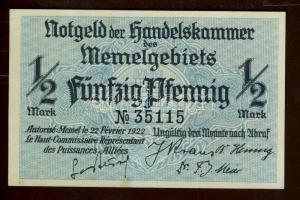 Notgeld der Handelskammer
des
Memelgebiets
1/2 Fünfzig Pfennig 1/2
Mark № 35115 Mark
Autorisé-Memel le 22 Février 1922
Ungültig drei Monate nach Abruf
le Haut-Commissaire Représentant
des Puissances Alliées